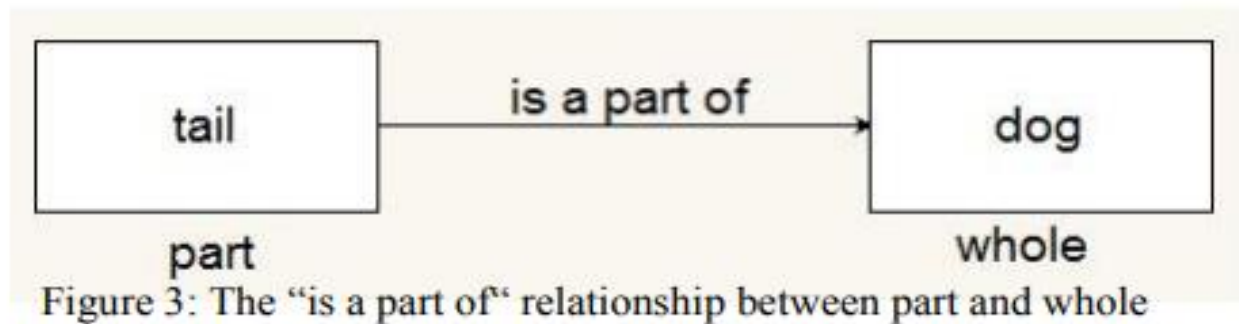 is a part of
tail
dog
part
whole
Figure 3: The “is a part of“ relationship between part and whole